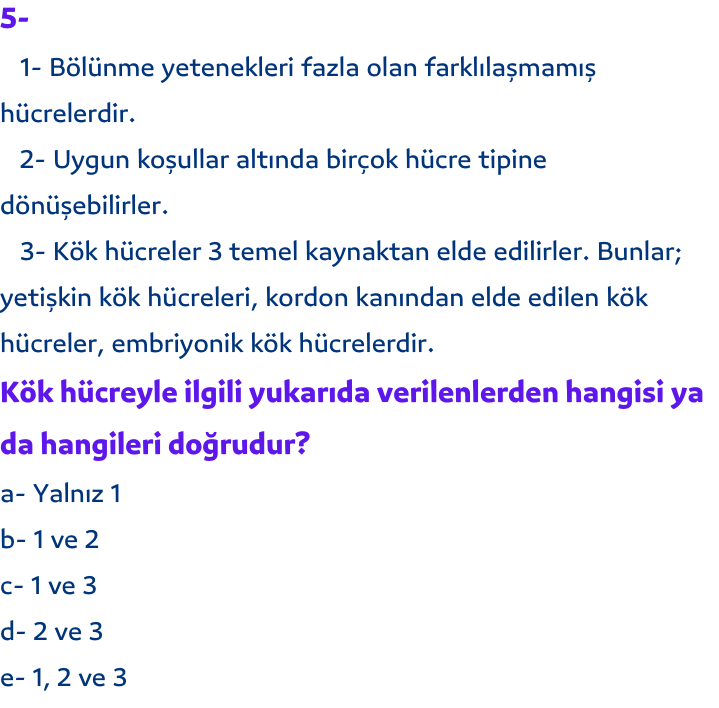 5-
1- Bölünme yetenekleri fazla olan farklılaşmamış
hücrelerdir.
2- Uygun koşullar altında birçok hücre tipine
dönüşebilirler.
3- Kök hücreler 3 temel kaynaktan elde edilirler. Bunlar;
yetişkin kök hücreleri, kordon kanından elde edilen kök
hücreler, embriyonik kök hücrelerdir.
Kök hücreyle ilgili yukarıda verilenlerden hangisi ya
da hangileri doğrudur?
a- Yalnız 1
b- 1 ve 2
c- 1 ve 3
d- 2 ve 3
e- 1, 2 ve 3